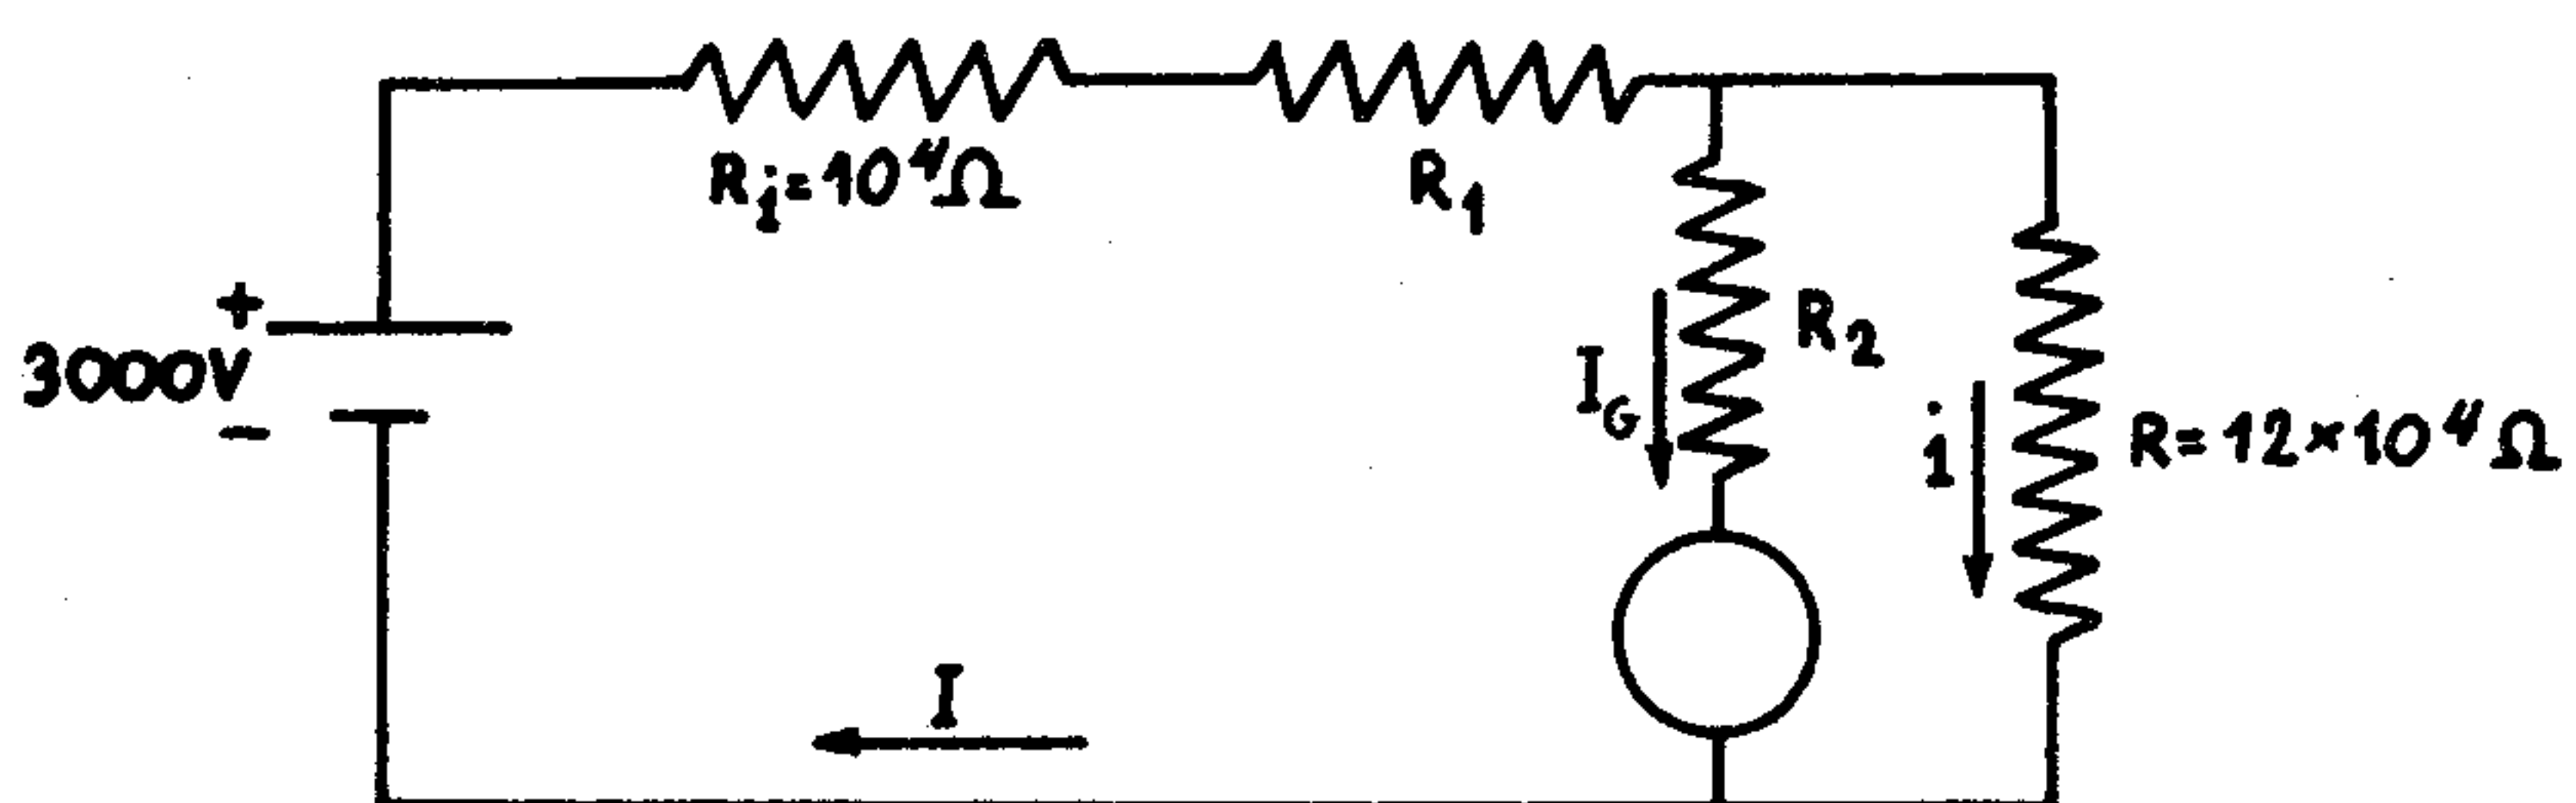 Ri=10⁴Ω
R₁
+
3000V
−
I_G
R₂
i
R=12×10⁴Ω
I